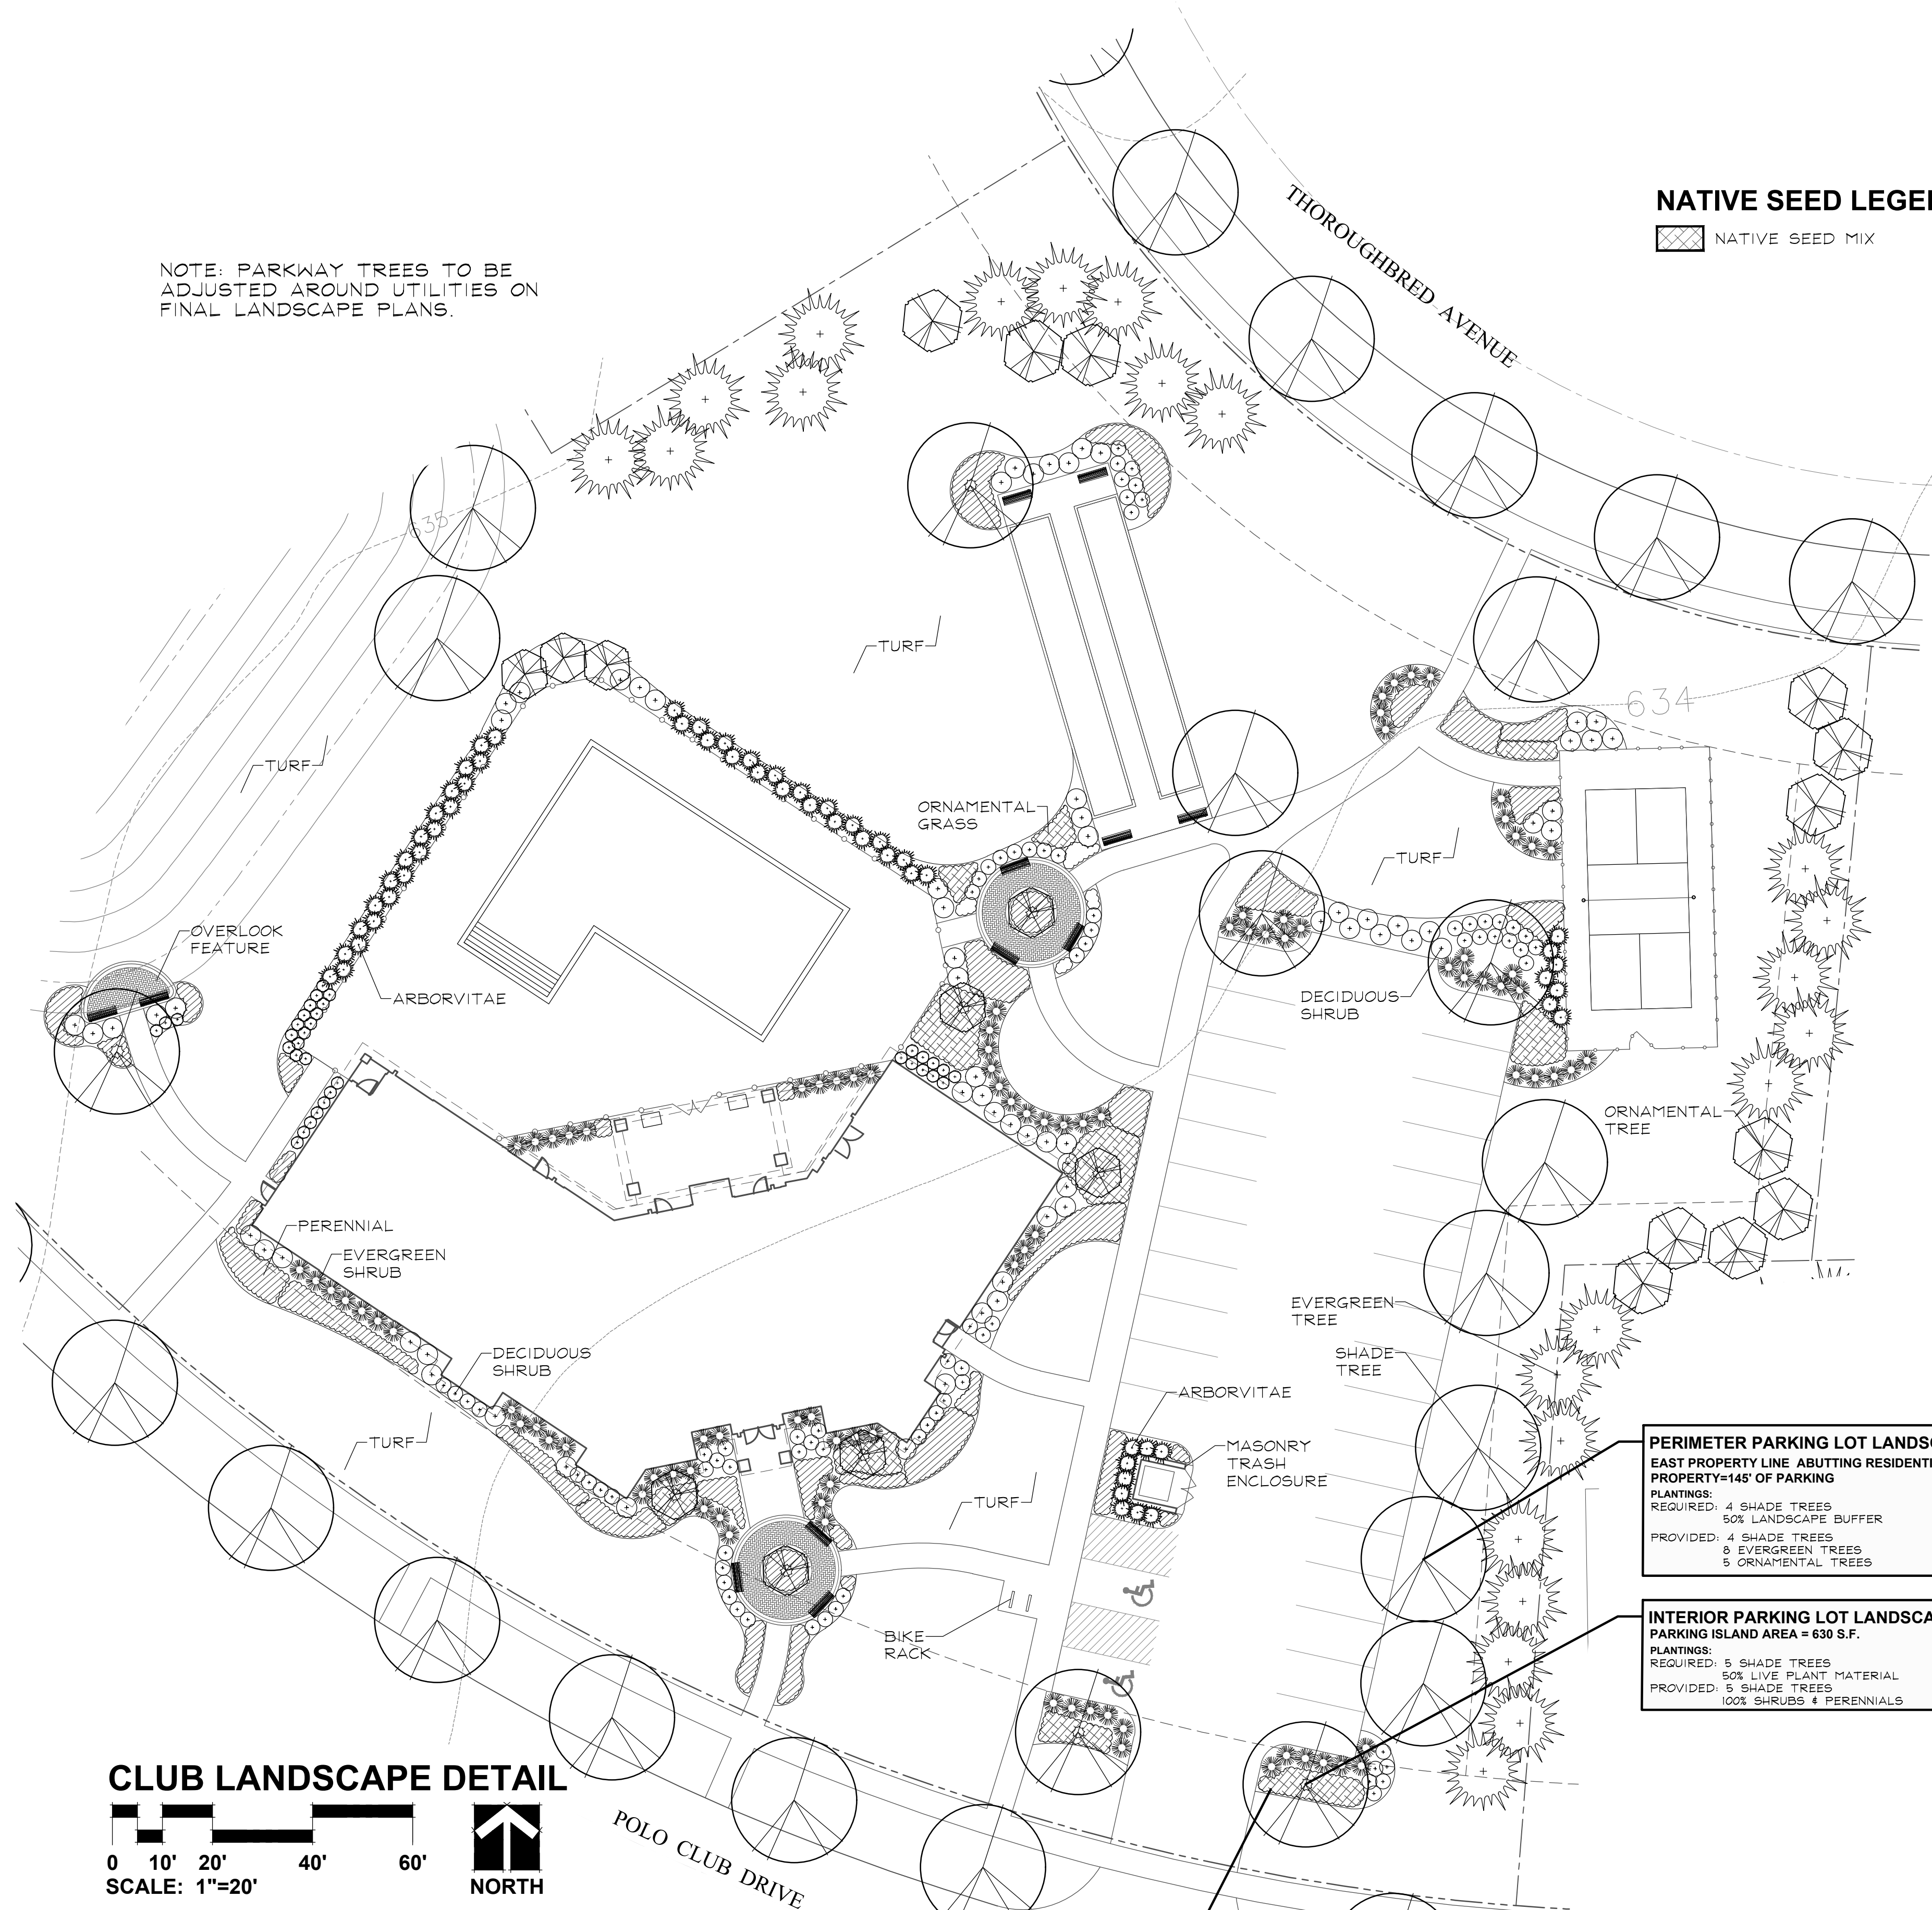 NATIVE SEED LEGE
NATIVE SEED MIX
THOROUGHBRED AVENUE
NOTE: PARKWAY TREES TO BE
ADJUSTED AROUND UTILITIES ON
FINAL LANDSCAPE PLANS.
635
TURF
634
TURF
ORNAMENTAL
GRASS
TURF
OVERLOOK
FEATURE
ARBORVITAE
DECIDUOUS
SHRUB
ORNAMENTAL
TREE
PERENNIAL
EVERGREEN
SHRUB
EVERGREEN
TREE
SHADE
TREE
DECIDUOUS
SHRUB
ARBORVITAE
TURF
MASONRY
TRASH
ENCLOSURE
TURF
BIKE
RACK
PERIMETER PARKING LOT LANDSC
EAST PROPERTY LINE ABUTTING RESIDENTI
PROPERTY=145' OF PARKING
PLANTINGS:
REQUIRED: 4 SHADE TREES
50% LANDSCAPE BUFFER
PROVIDED: 4 SHADE TREES
8 EVERGREEN TREES
5 ORNAMENTAL TREES
INTERIOR PARKING LOT LANDSCA
PARKING ISLAND AREA = 630 S.F.
PLANTINGS:
REQUIRED: 5 SHADE TREES
50% LIVE PLANT MATERIAL
PROVIDED: 5 SHADE TREES
100% SHRUBS & PERENNIALS
CLUB LANDSCAPE DETAIL
0 10' 20' 40' 60'
SCALE: 1"=20'
NORTH
POLO CLUB DRIVE